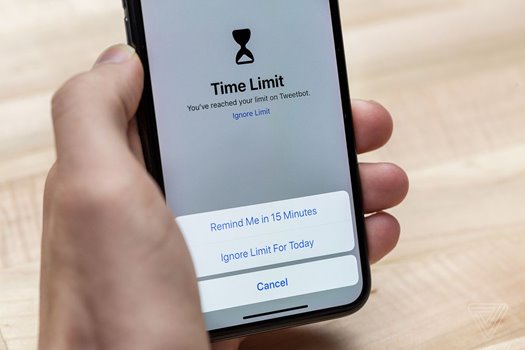 Time Limit
You've reached your limit on Tweetbot.
Ignore Limit
Remind Me in 15 Minutes
Ignore Limit For Today
Cancel